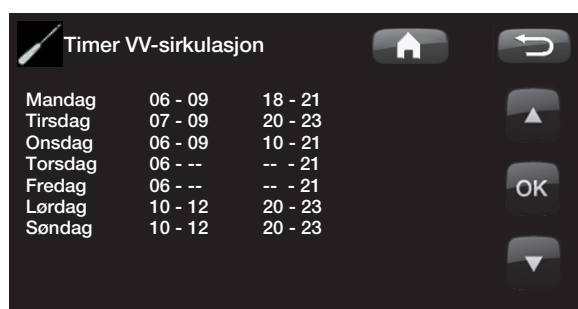 Timer VV-sirkulasjon
Mandag 06 - 09 18 - 21
Tirsdag 07 - 09 20 - 23
Onsdag 06 - 09 10 - 21
Torsdag 06 - -- -- - 21
Fredag 06 - -- -- - 21
Lørdag 10 - 12 20 - 23
Søndag 10 - 12 20 - 23
OK